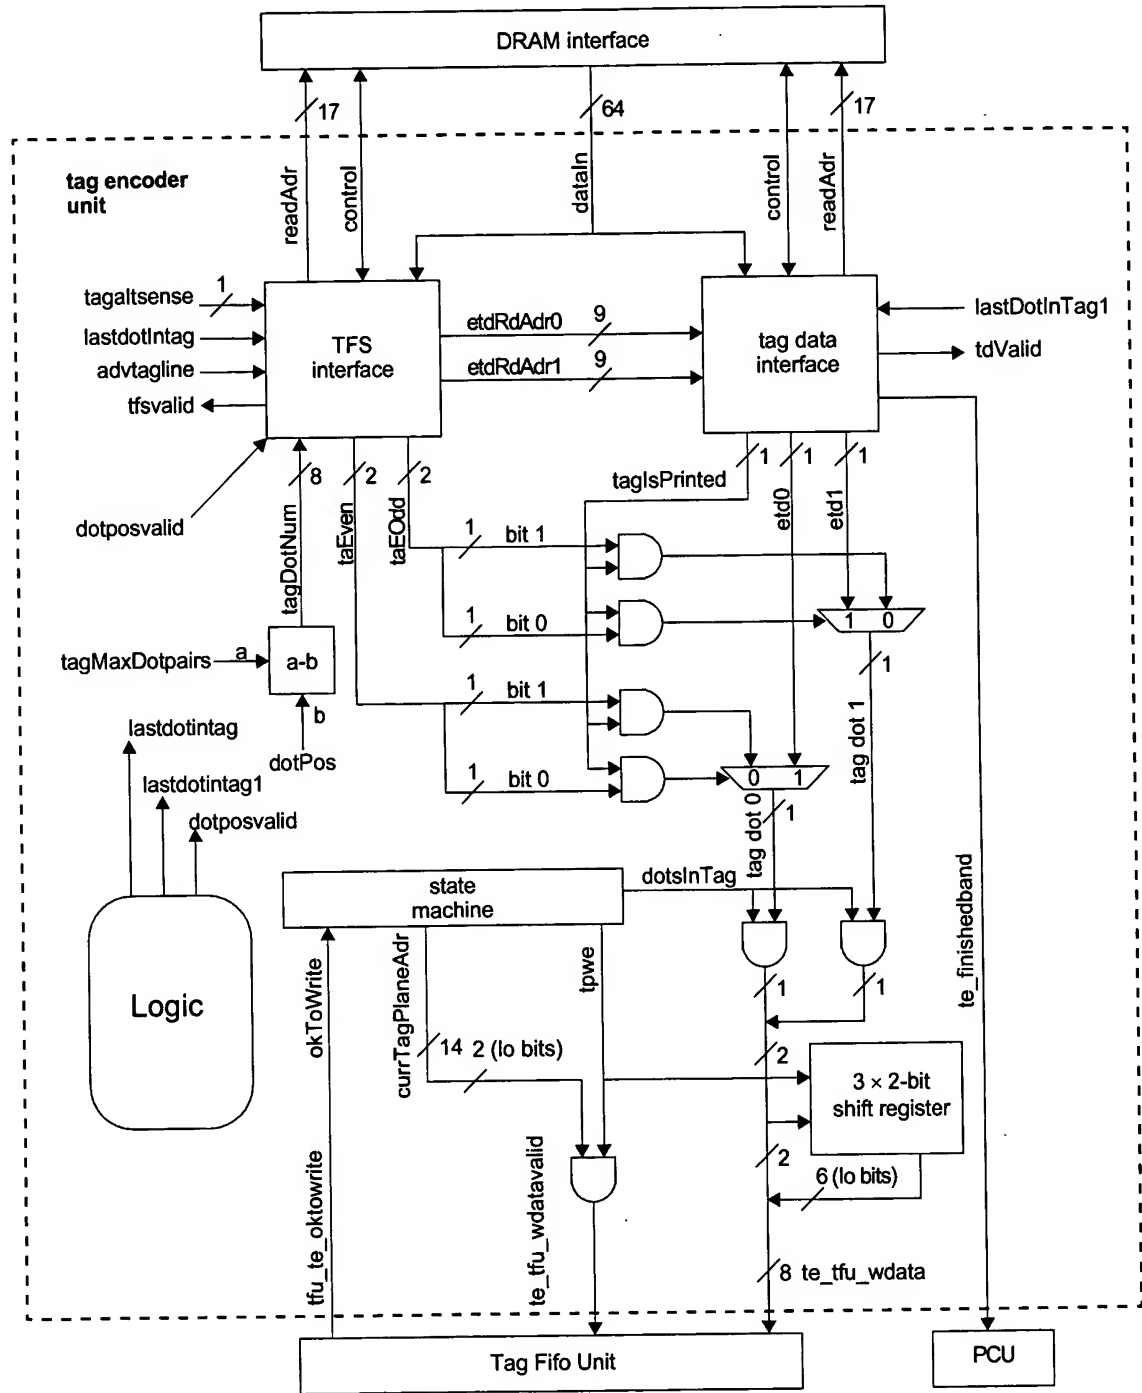 DRAM interface
17
64
17
tag encoder
unit
readAdr
control
dataIn
control
readAdr
tagaltsense
1
lastdotIntag
advtagline
tfsvalid
TFS
interface
etdRdAdr0
9
etdRdAdr1
9
tag data
interface
lastDotInTag1
tdValid
dotposvalid
8
2
2
tagDotNum
taEven
taEOdd
tagIsPrinted
1
1
1
etd0
etd1
1
bit 1
1
bit 0
1
bit 1
1
bit 0
1 0
1
tag dot 1
0 1
1
tag dot 0
tagMaxDotpairs
a
a-b
b
dotPos
lastdotintag
lastdotintag1
dotposvalid
Logic
state
machine
dotsInTag
okToWrite
currTagPlaneAdr
tpwe
14
2 (lo bits)
1
1
2
3 × 2-bit
shift register
2
6 (lo bits)
te_finishedband
tfu_te_oktowrite
te_tfu_wdatavalid
8 te_tfu_wdata
Tag Fifo Unit
PCU